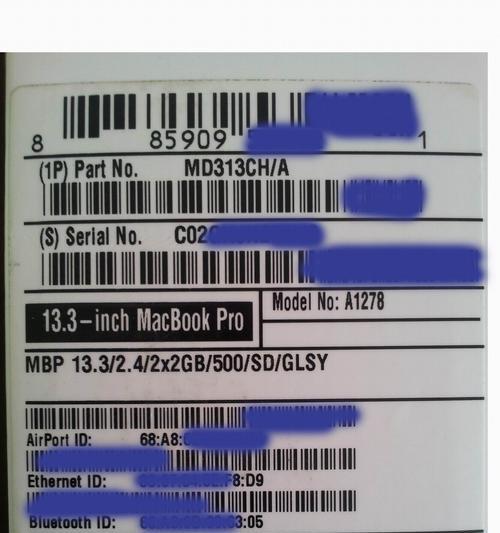 8 85909 1
(1P) Part No. MD313CH/A
(S) Serial No. C02
13.3-inch MacBook Pro
Model No: A1278
MBP 13.3/2.4/2x2GB/500/SD/GLSY
AirPort ID: 68:A8:
Ethernet ID: F8:D9
Bluetooth ID: 3:05